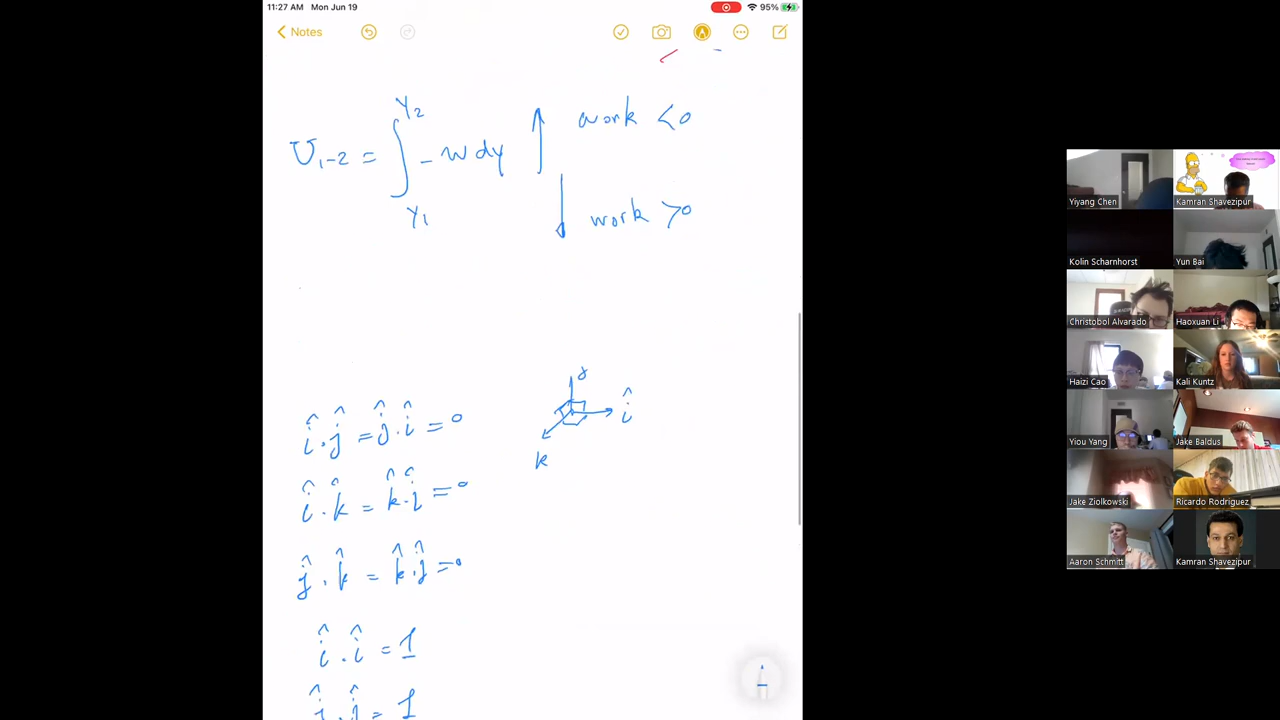 11:27 AM Mon Jun 19
95%
Notes
U₁₋₂ = ∫ -w dy
Y₂
Y₁
work <0
work >0
î . ĵ = ĵ . î = 0
î . k̂ = k̂ . î = 0
ĵ . k̂ = k̂ . ĵ = 0
î . î = 1
ĵ . ĵ = 1
j
î
k
Yiyang Chen
Kamran Shavezipur
Kolin Scharnhorst
Yun Bai
Christobol Alvarado
Haoxuan Li
Haizi Cao
Kali Kuntz
Yiou Yang
Jake Baldus
Jake Ziolkowski
Ricardo Rodriguez
Aaron Schmitt
Kamran Shavezipur